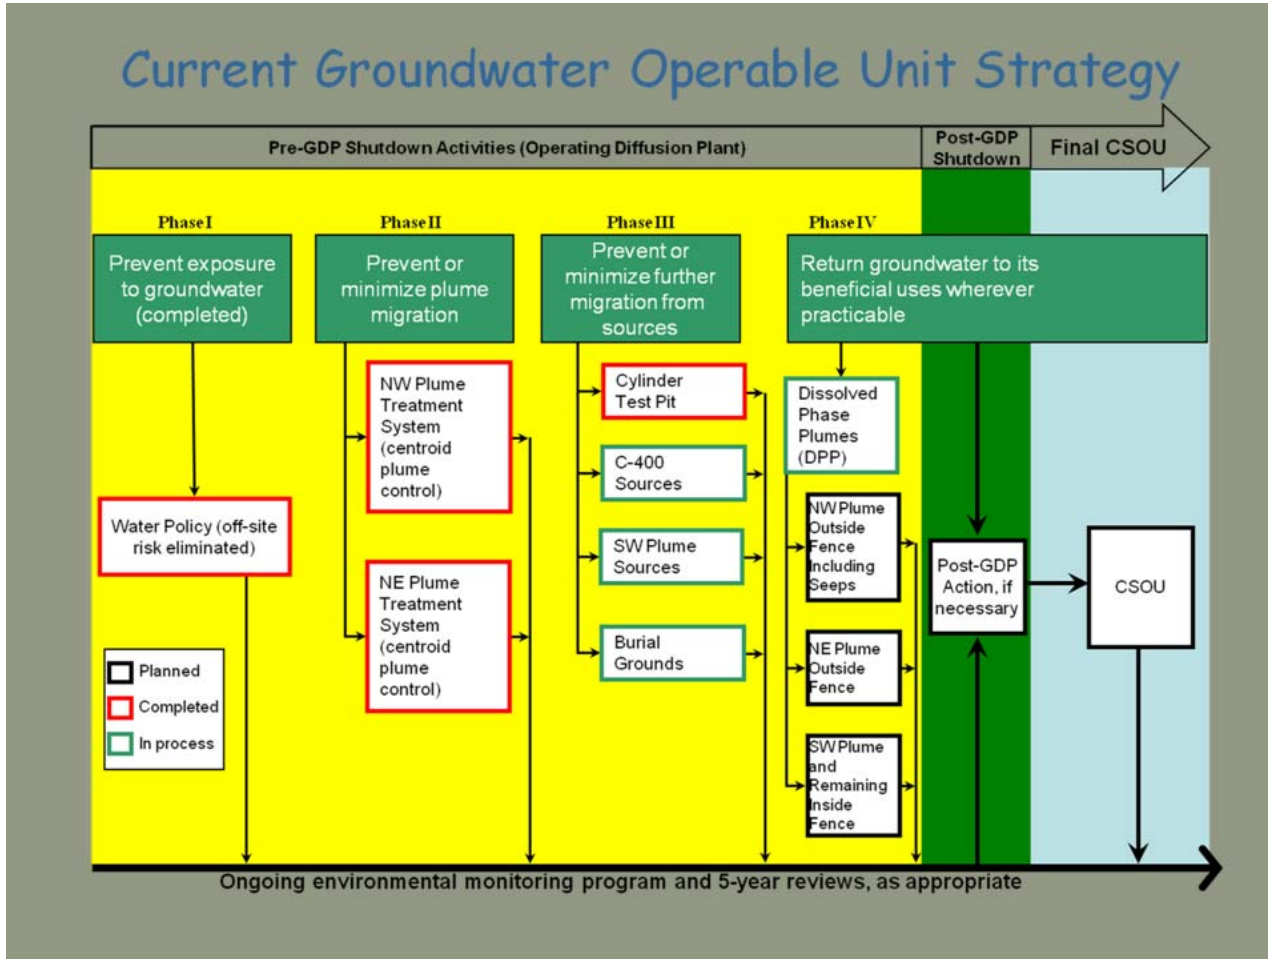 Current Groundwater Operable Unit Strategy
Pre-GDP Shutdown Activities (Operating Diffusion Plant)
Post-GDP
Shutdown
Final CSOU
Phase I
Prevent exposure
to groundwater
(completed)
Water Policy (off-site
risk eliminated)
Phase II
Prevent or
minimize plume
migration
NW Plume
Treatment
System
(centroid
plume
control)
NE Plume
Treatment
System
(centroid
plume
control)
Phase III
Prevent or
minimize further
migration from
sources
Cylinder
Test Pit
C-400
Sources
SW Plume
Sources
Burial
Grounds
Phase IV
Return groundwater to its
beneficial uses wherever
practicable
Dissolved
Phase
Plumes
(DPP)
NW Plume
Outside
Fence
Including
Seeps
NE Plume
Outside
Fence
SW Plume
and
Remaining
Inside
Fence
Post-GDP
Action, if
necessary
CSOU
Planned
Completed
In process
Ongoing environmental monitoring program and 5-year reviews, as appropriate